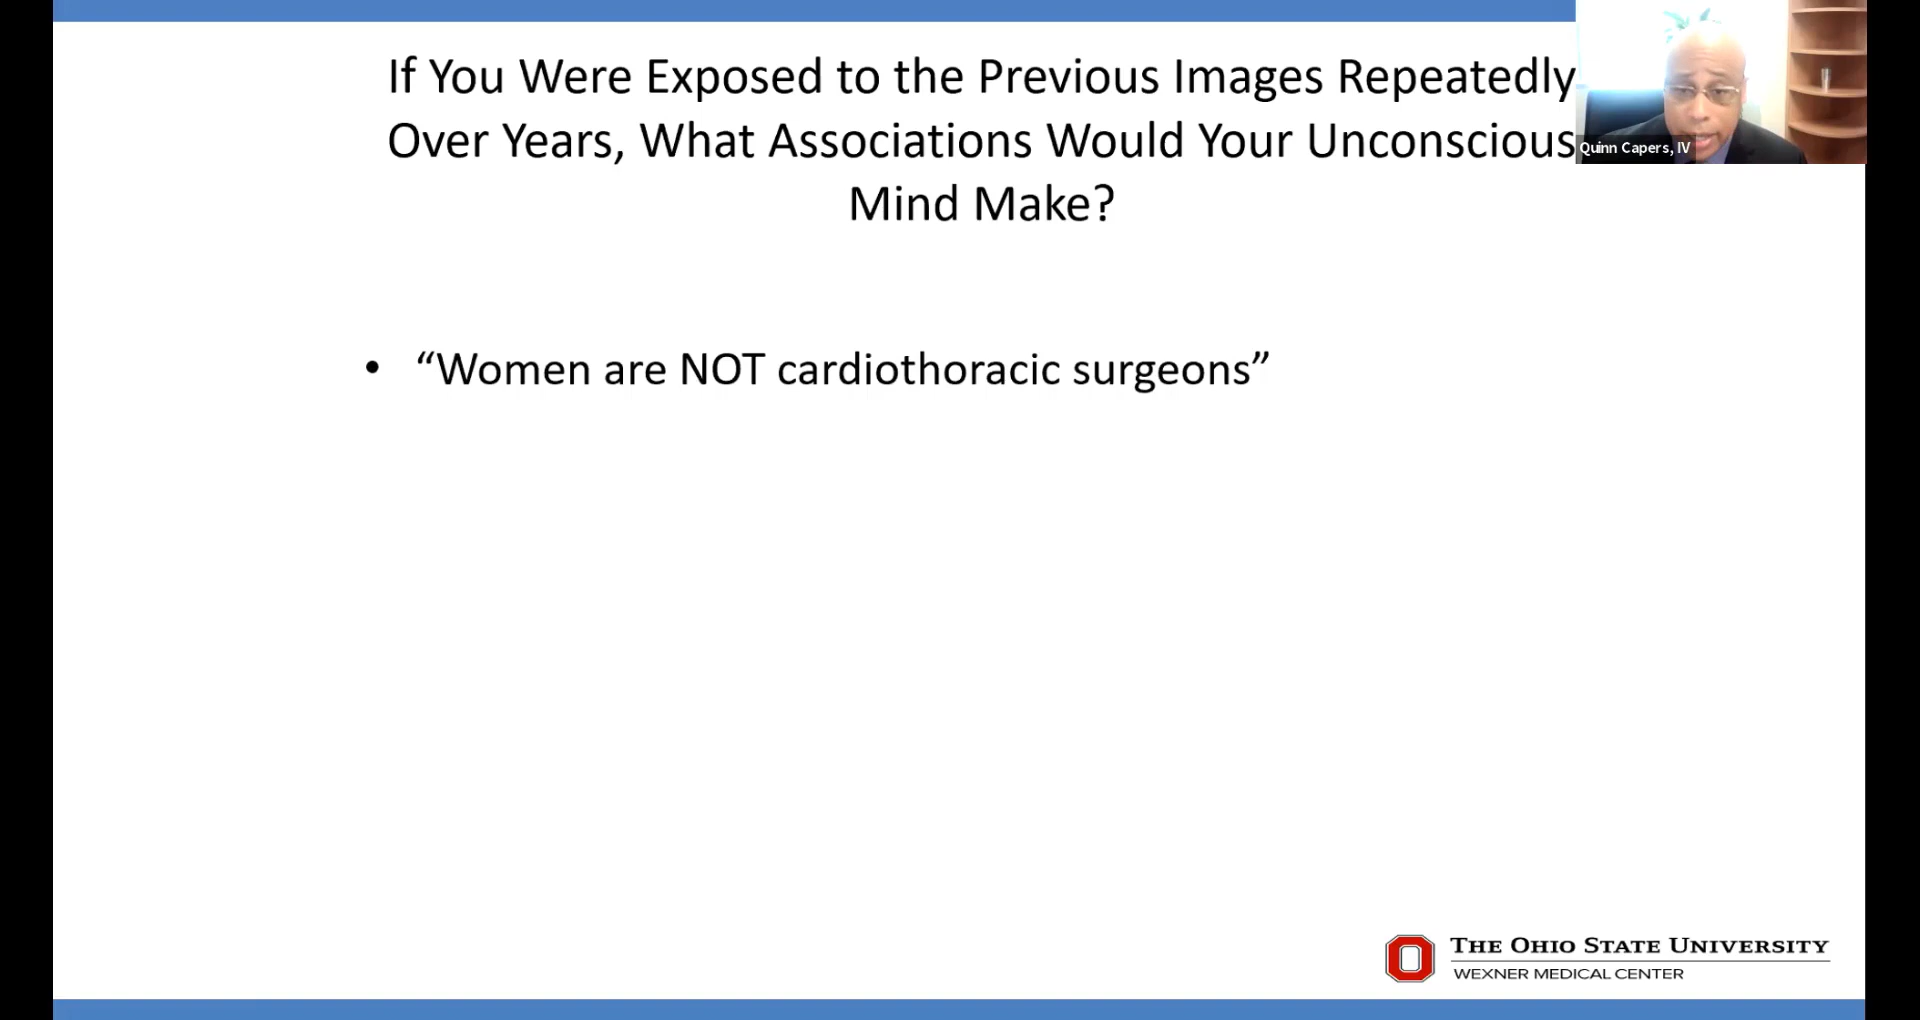 If You Were Exposed to the Previous Images Repeatedly
Over Years, What Associations Would Your Unconscious
Mind Make?
Quinn Capers, IV
• “Women are NOT cardiothoracic surgeons”
THE OHIO STATE UNIVERSITY
WEXNER MEDICAL CENTER